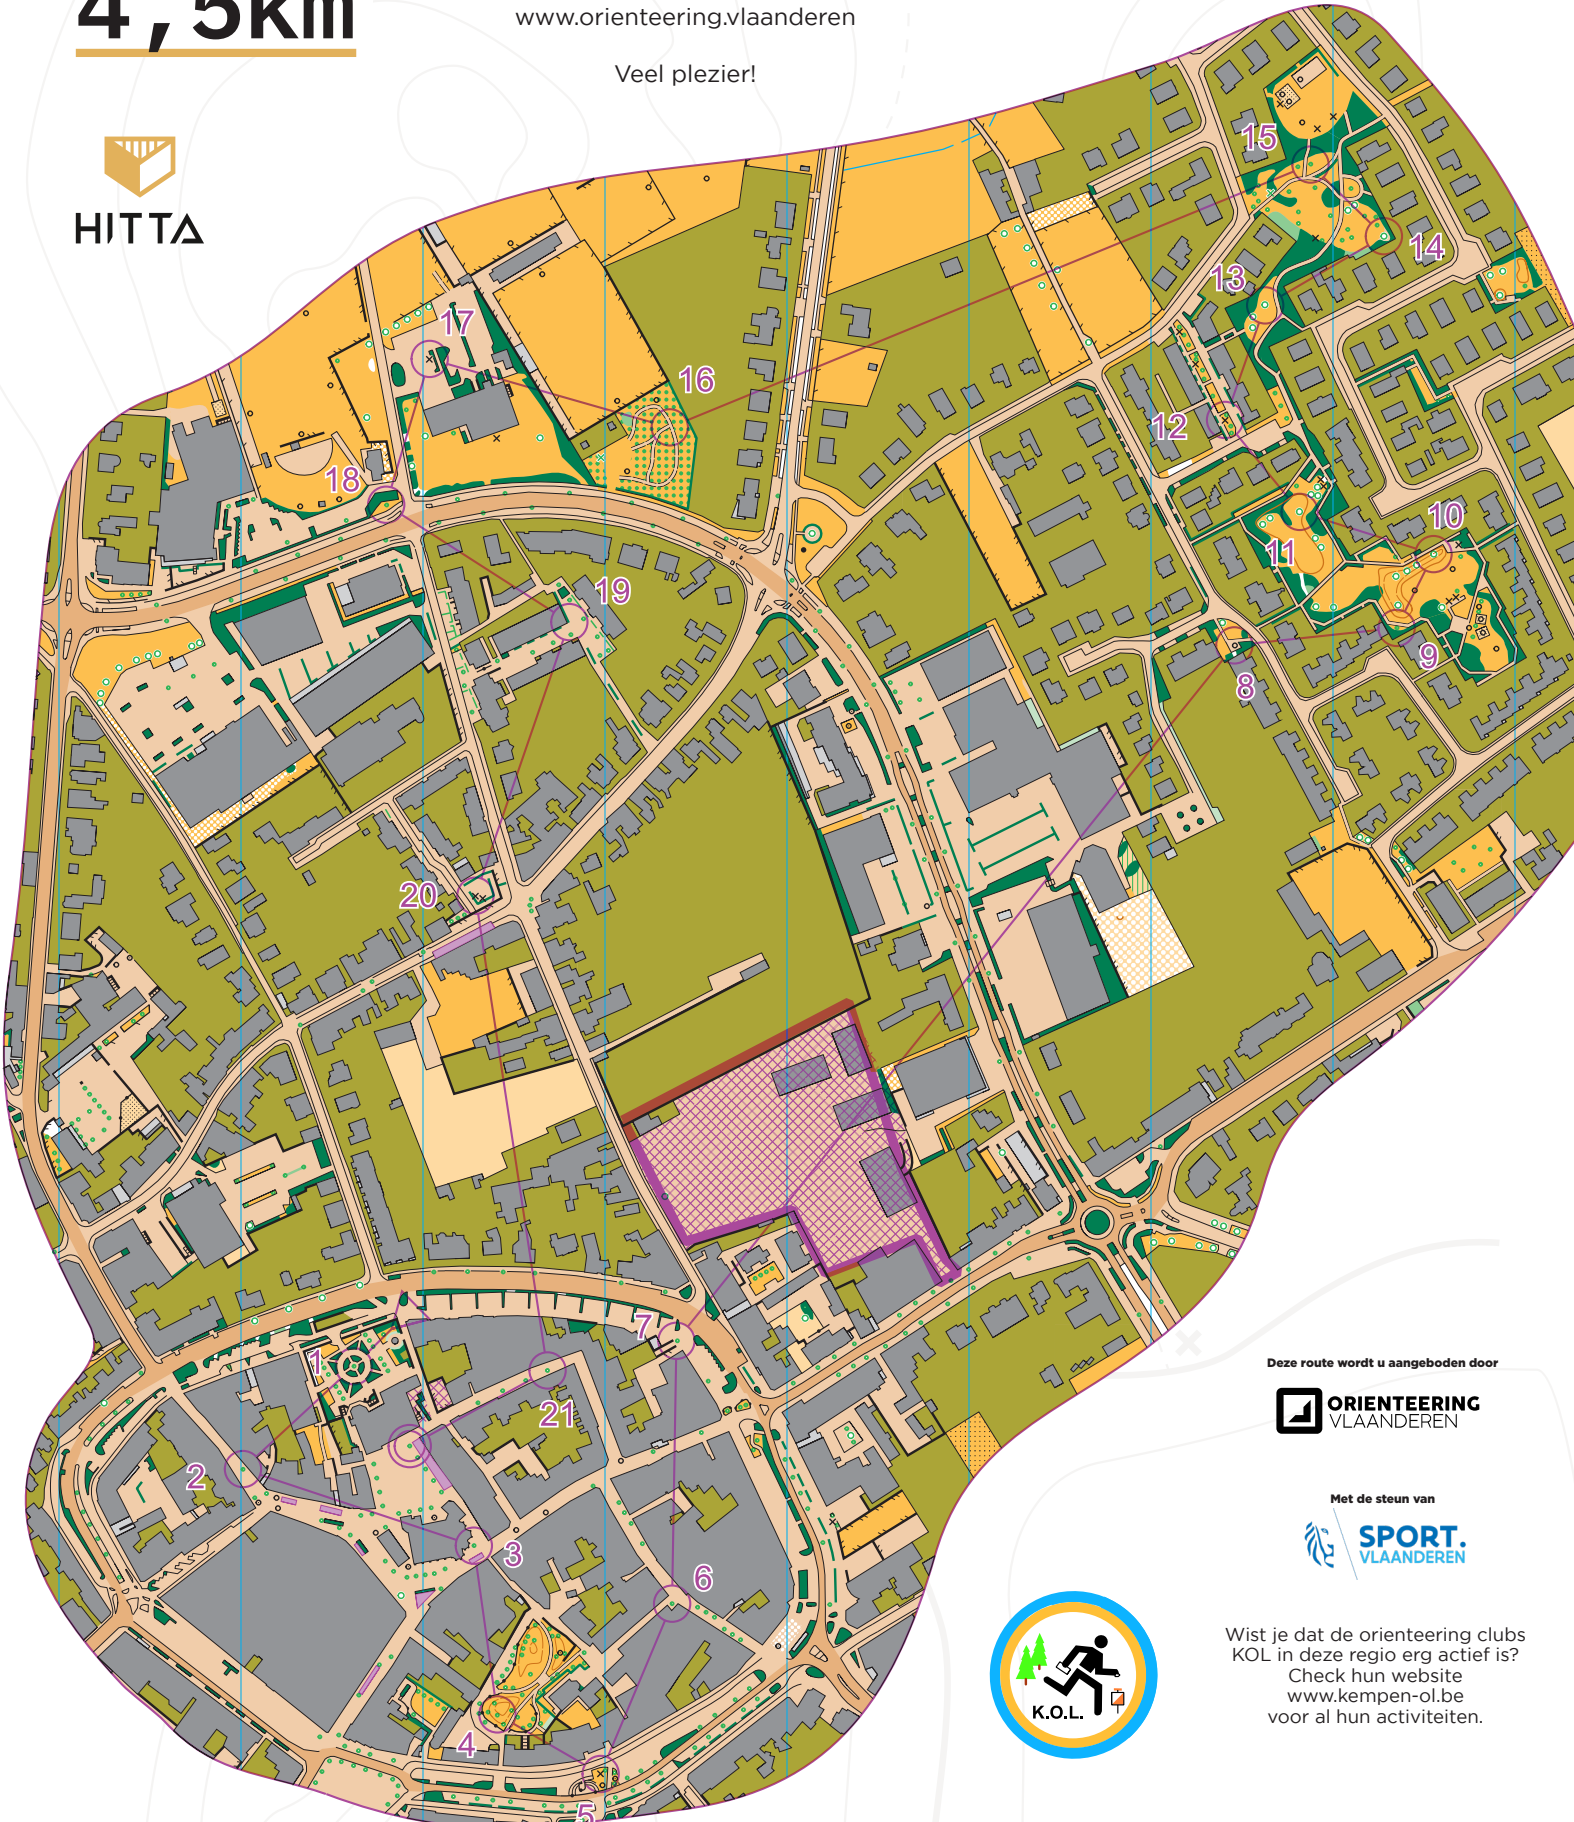 4,5km
www.orienteering.vlaanderen
Veel plezier!
HITTA
15
14
13
17
16
12
18
10
11
19
9
8
20
7
1
21
2
3
6
4
5
Deze route wordt u aangeboden door
ORIENTEERING
VLAANDEREN
Met de steun van
SPORT.
VLAANDEREN
K.O.L.
Wist je dat de orienteering clubs
KOL in deze regio erg actief is?
Check hun website
www.kempen-ol.be
voor al hun activiteiten.